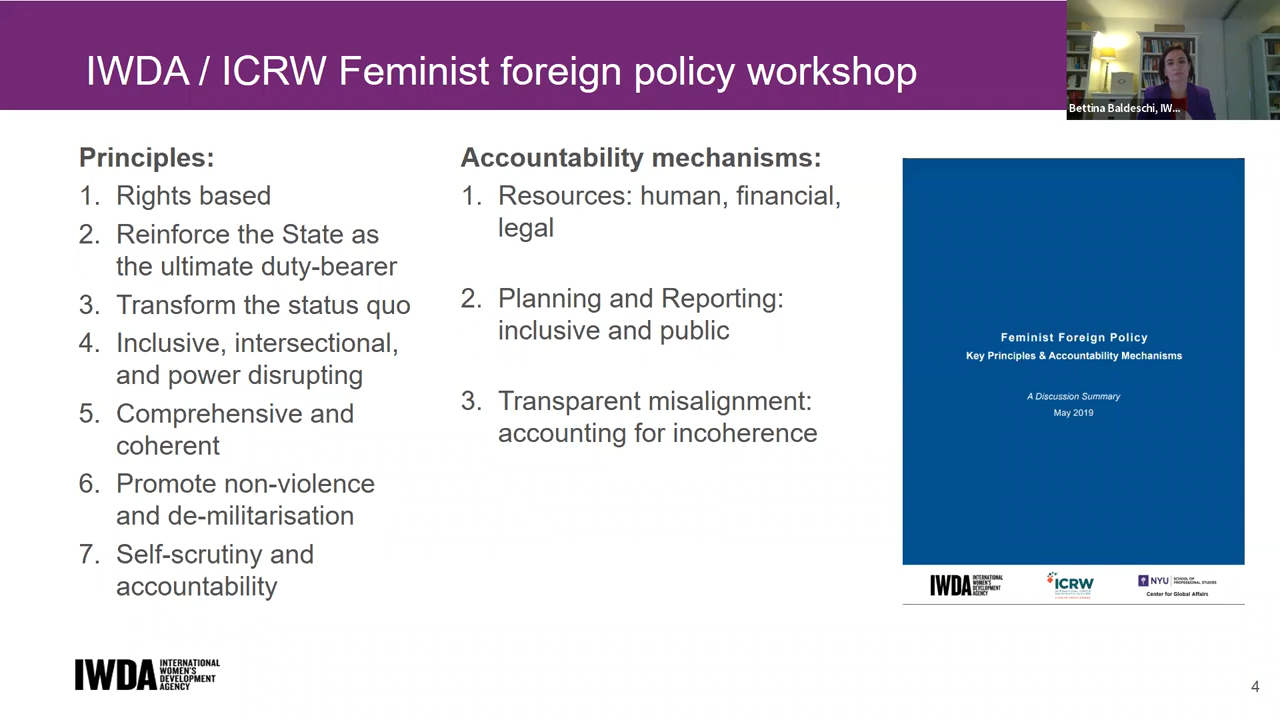 IWDA / ICRW Feminist foreign policy workshop
Bettina Baldeschi, IW...
Principles:
1. Rights based
2. Reinforce the State as
the ultimate duty-bearer
3. Transform the status quo
4. Inclusive, intersectional,
and power disrupting
5. Comprehensive and
coherent
6. Promote non-violence
and de-militarisation
7. Self-scrutiny and
accountability
Accountability mechanisms:
1. Resources: human, financial,
legal
2. Planning and Reporting:
inclusive and public
3. Transparent misalignment:
accounting for incoherence
Feminist Foreign Policy
Key Principles & Accountability Mechanisms
A Discussion Summary
May 2019
IWDA INTERNATIONAL
WOMEN'S
DEVELOPMENT
AGENCY
ICRW
NYU SCHOOL OF
PROFESSIONAL STUDIES
Center for Global Affairs
IWDA INTERNATIONAL
WOMEN'S
DEVELOPMENT
AGENCY
4